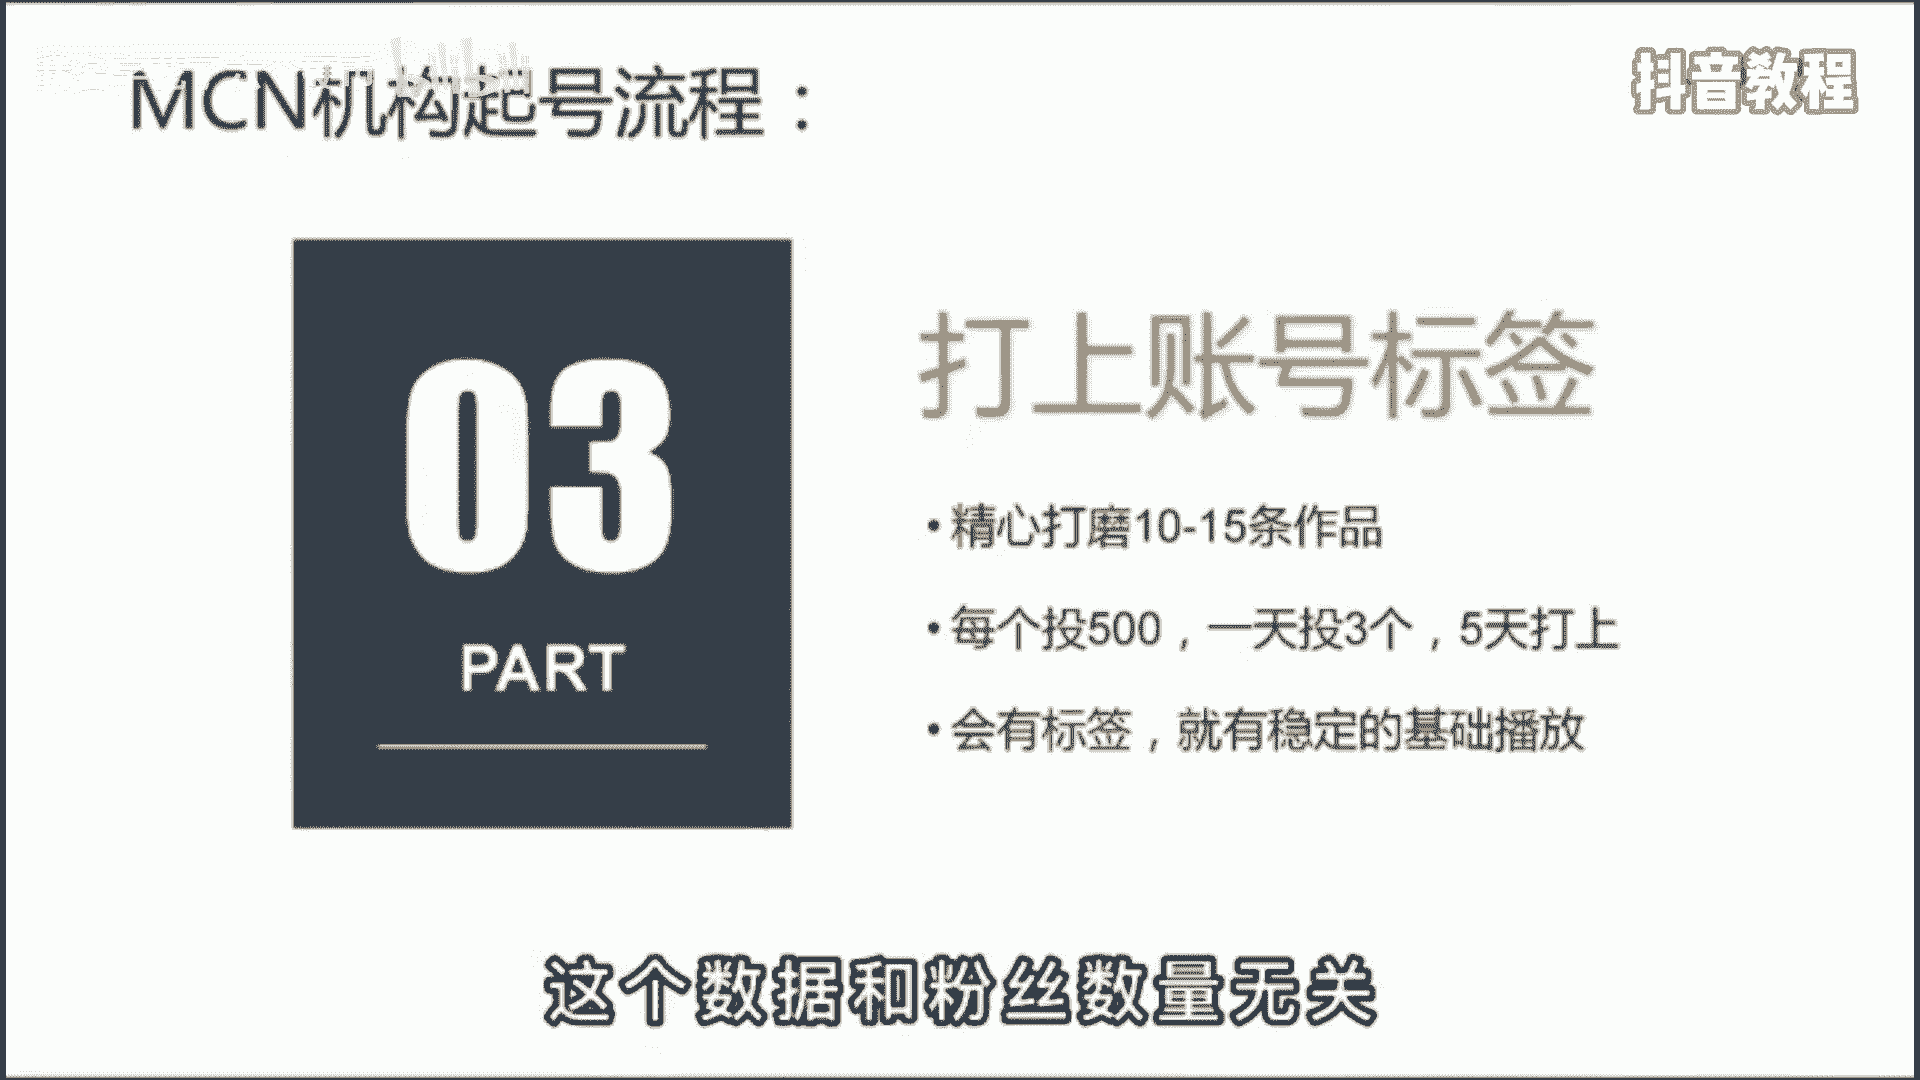 MCN机构起号流程：
抖音教程
03
PART
打上账号标签
•精心打磨10-15条作品
•每个投500，一天投3个，5天打上
•会有标签，就有稳定的基础播放
这个数据和粉丝数量无关